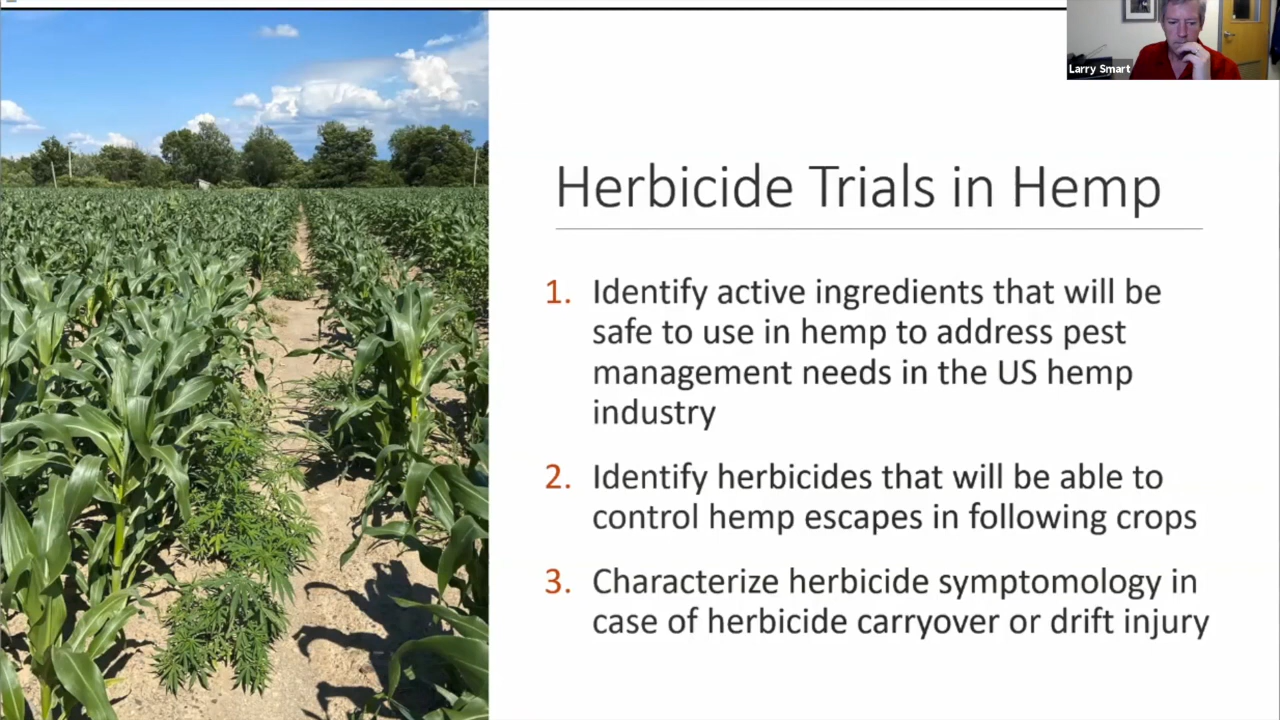 Larry Smart
Herbicide Trials in Hemp
1. Identify active ingredients that will be
safe to use in hemp to address pest
management needs in the US hemp
industry
2. Identify herbicides that will be able to
control hemp escapes in following crops
3. Characterize herbicide symptomology in
case of herbicide carryover or drift injury